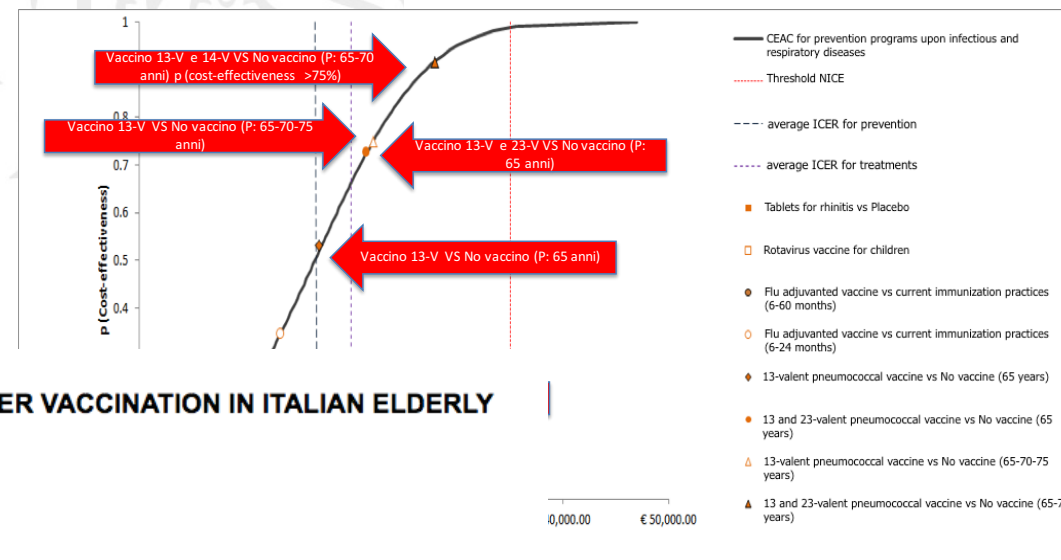 1
Vaccino 13-V e 14-V VS No vaccino (P: 65-70
anni) p (cost-effectiveness >75%)
0.8
Vaccino 13-V VS No vaccino (P: 65-70-75
anni)
0.7
Vaccino 13-V e 23-V VS No vaccino (P:
65 anni)
0.6
0.5
Vaccino 13-V VS No vaccino (P: 65 anni)
0.4
p (Cost-effectiveness)
ER VACCINATION IN ITALIAN ELDERLY
0,000.00
€ 50,000.00
CEAC for prevention programs upon infectious and
respiratory diseases
Threshold NICE
average ICER for prevention
average ICER for treatments
Tablets for rhinitis vs Placebo
Rotavirus vaccine for children
Flu adjuvanted vaccine vs current immunization practices
(6-60 months)
Flu adjuvanted vaccine vs current immunization practices
(6-24 months)
13-valent pneumococcal vaccine vs No vaccine (65 years)
13 and 23-valent pneumococcal vaccine vs No vaccine (65
years)
13-valent pneumococcal vaccine vs No vaccine (65-70-75
years)
13 and 23-valent pneumococcal vaccine vs No vaccine (65-7
years)